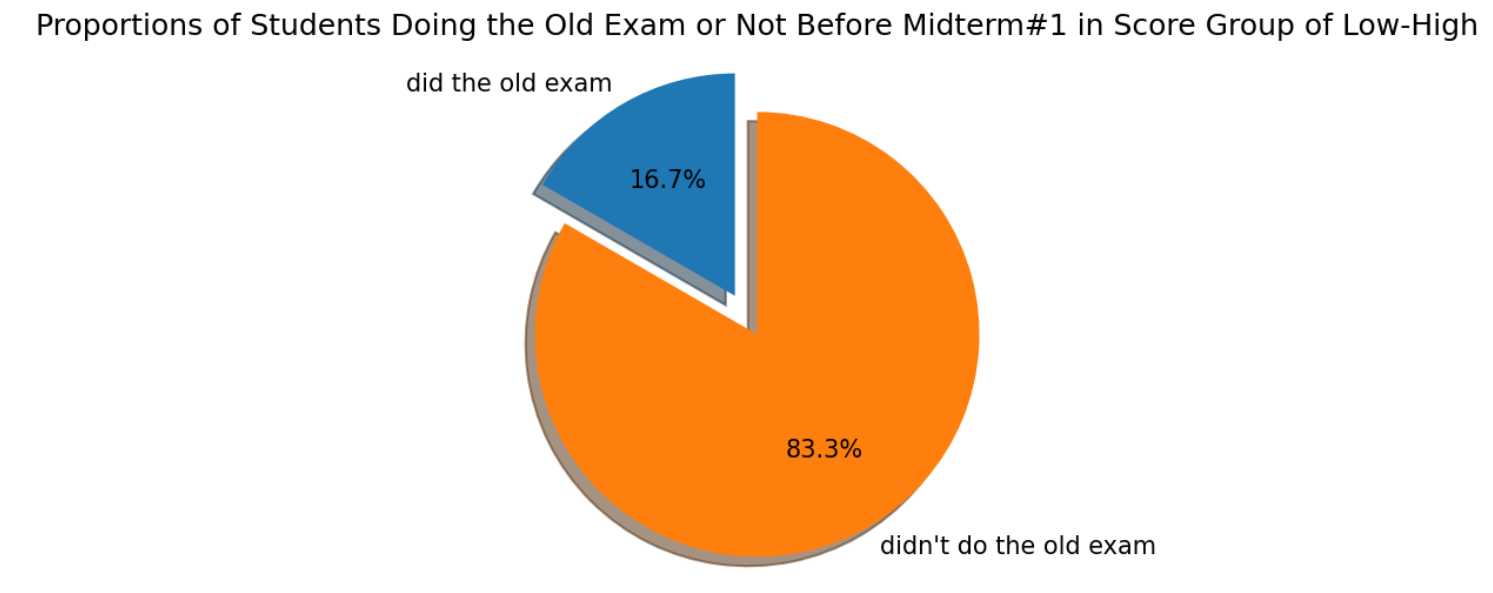 Proportions of Students Doing the Old Exam or Not Before Midterm#1 in Score Group of Low-High
did the old exam
16.7%
83.3%
didn't do the old exam